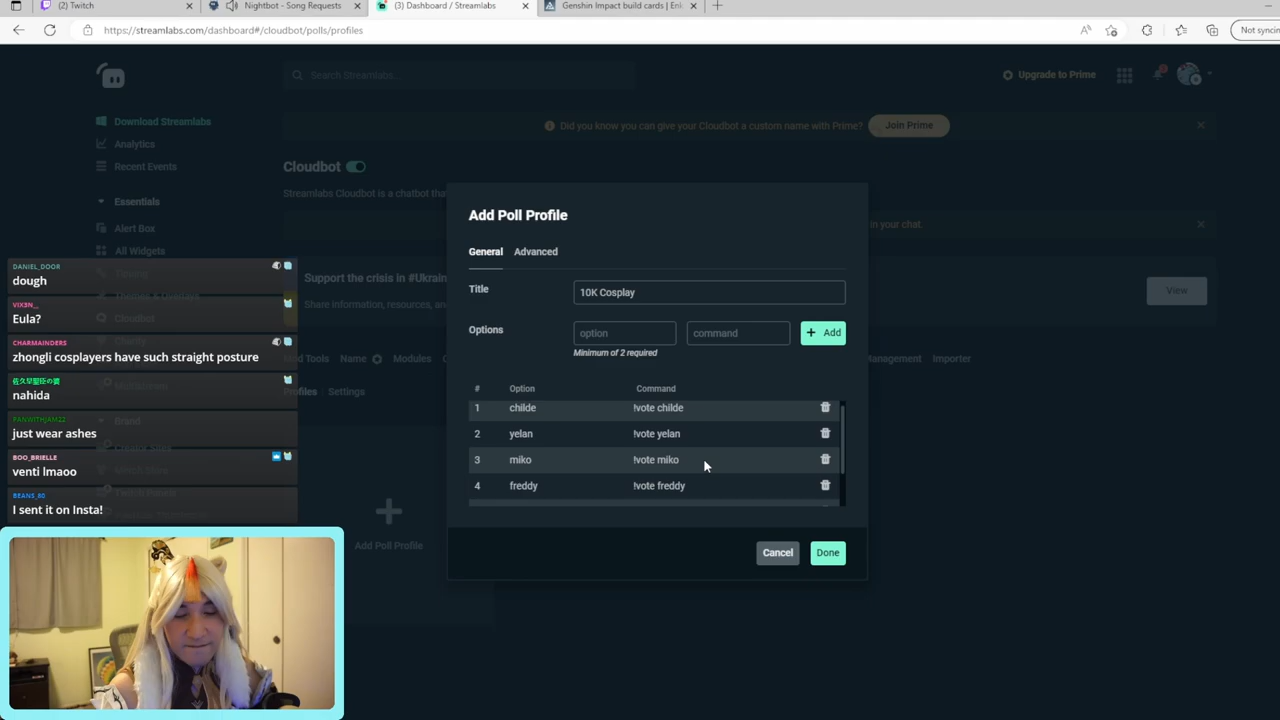 (2) Twitch
Nightbot - Song Requests
(3) Dashboard / Streamlabs
Genshin Impact build cards | En
https://streamlabs.com/dashboard#/cloudbot/polls/profiles
Not syncin
Search Streamlabs...
Upgrade to Prime
Download Streamlabs
Analytics
Recent Events
Essentials
Alert Box
All Widgets
Did you know you can give your Cloudbot a custom name with Prime?
Join Prime
Cloudbot
Streamlabs Cloudbot is a chatbot that
in your chat.
Support the crisis in #Ukrain
Share information, resources, an
View
Mod Tools
Name
Modules
Management
Importer
Profiles
Settings
Add Poll Profile
Add Poll Profile
General
Advanced
Title
10K Cosplay
Options
option
command
+ Add
Minimum of 2 required
#
Option
Command
1
childe
!vote childe
2
yelan
!vote yelan
3
miko
!vote miko
4
freddy
!vote freddy
Cancel
Done
DANIEL_DOOR
dough
VIX3N__
Eula?
CHARMAINDERS
zhongli cosplayers have such straight posture
佐久早聖臣の妻
nahida
just wear ashes
BOO_BRIELLE
venti lmaoo
BEANS_80
I sent it on Insta!